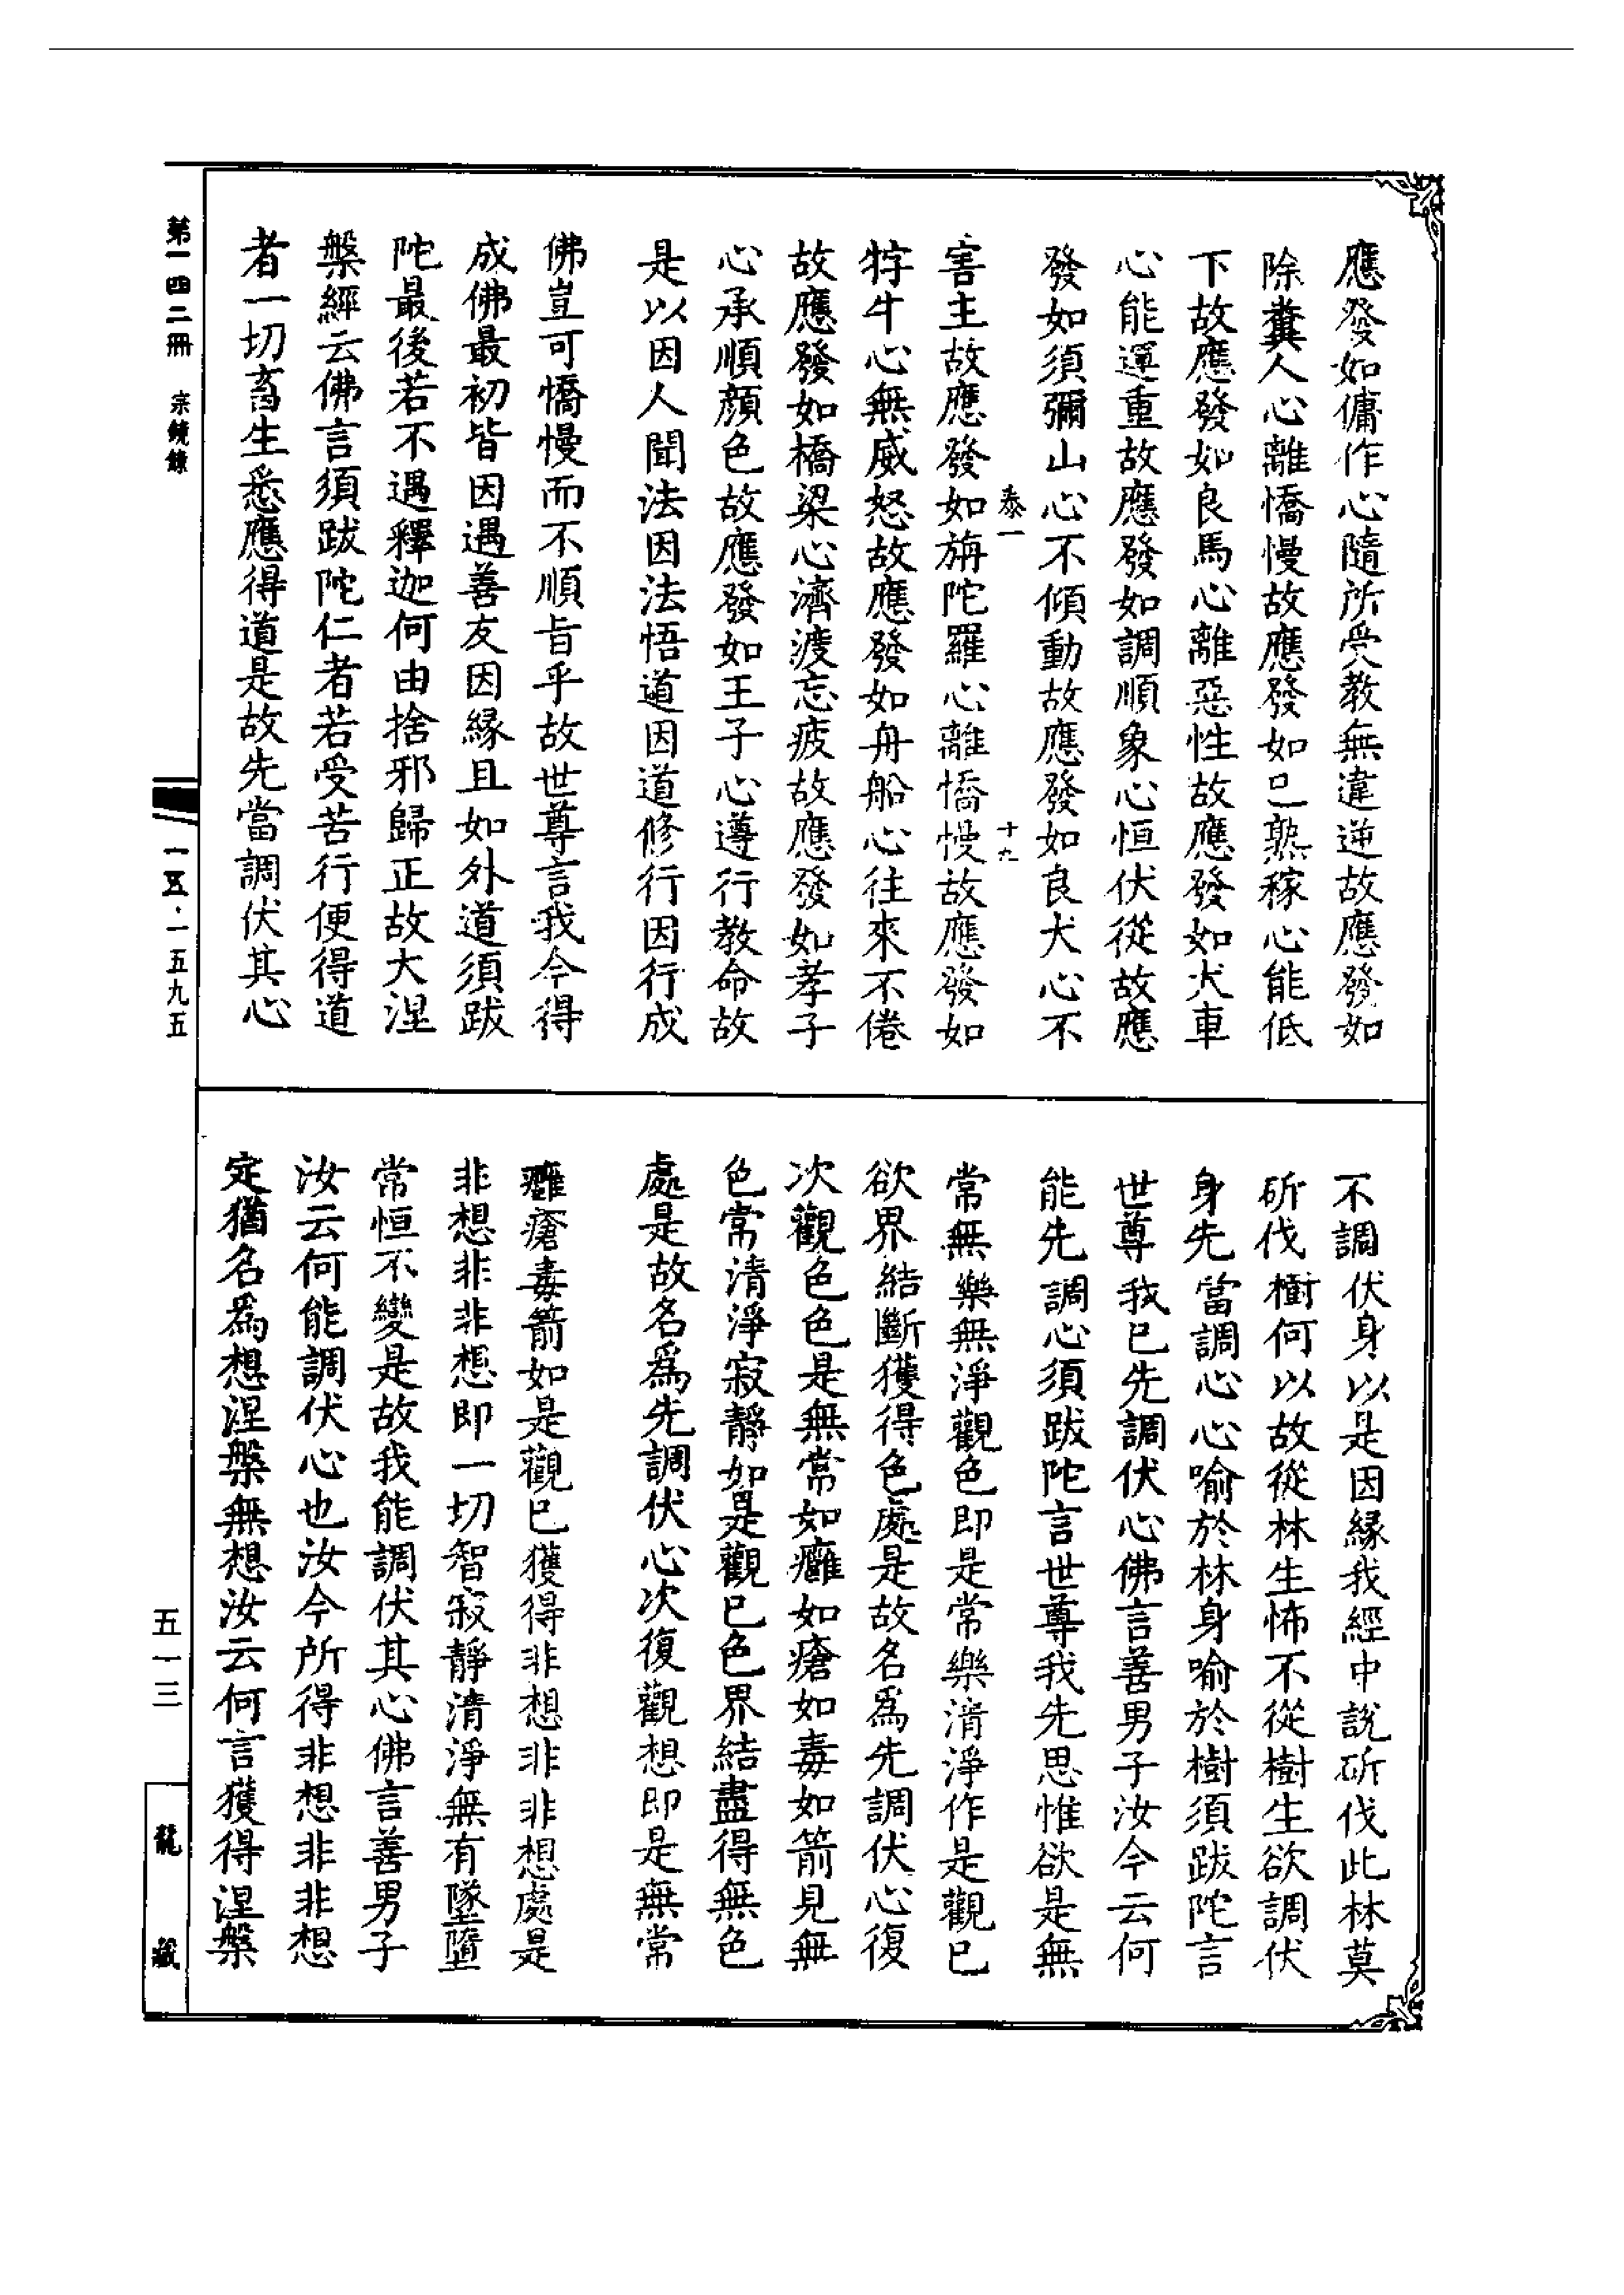 應發如傭作心隨所受教無違逆故應發如
除糞人心離憍慢故應發如已熟稼心能低
下故應發如良馬心離惡性故應發如大車
心能運重故應發如調順象心恒伏從故應
發如須彌山心不傾動故應發如良犬心不
泰一
十九
害主故應發如旃陀羅心離憍慢故應發如
牸牛心無威怒故應發如舟船心往來不倦
故應發如橋梁心濟渡忘疲故應發如孝子
心承順顏色故應發如王子心遵行教命故
是以因人聞法因法悟道因道修行因行成
佛豈可憍慢而不順旨乎故世尊言我今得
成佛最初皆因遇善友因緣且如外道須跋
陀最後若不遇釋迦何由捨邪歸正故大涅
槃經云佛言須跋陀仁者若受苦行便得道
者一切畜生悉應得道是故先當調伏其心
不調伏身以是因緣我經中說斫伐此林莫
斫伐樹何以故從林生怖不從樹生欲調伏
身先當調心心喻於林身喻於樹須跋陀言
世尊我已先調伏心佛言善男子汝今云何
能先調心須跋陀言世尊我先思惟欲是無
常無樂無淨觀色即是常樂清淨作是觀已
欲界結斷獲得色處是故名爲先調伏心復
次觀色色是無常如癰如瘡如毒如箭見無
色常清淨寂靜如是觀已色界結盡得無色
處是故名爲先調伏心次復觀想即是無常
癰瘡毒箭如是觀已獲得非想非非想處是
非想非非想即一切智寂靜清淨無有墜墮
常恒不變是故我能調伏其心佛言善男子
汝云何能調伏心也汝今所得非想非非想
定猶名爲想涅槃無想汝云何言獲得涅槃
第一四二冊 宗鏡錄
一五·一五九五
五一三
龍藏